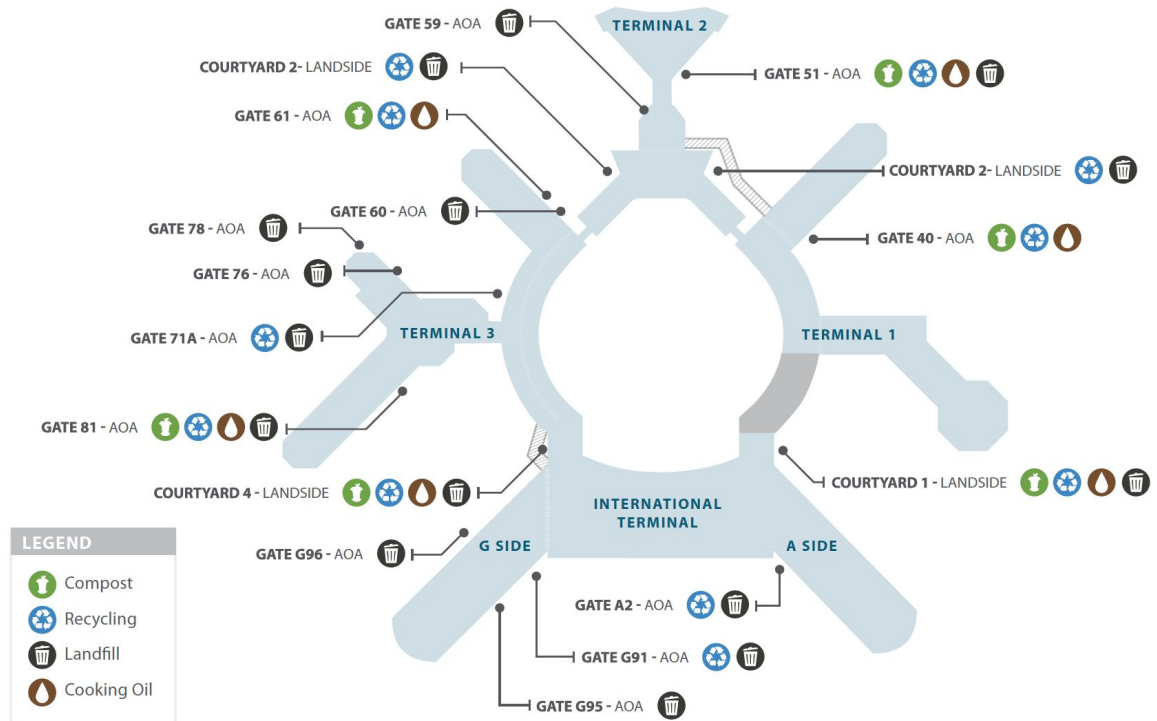 GATE 59 - AOA
TERMINAL 2
COURTYARD 2- LANDSIDE
GATE 51 - AOA
GATE 61 - AOA
COURTYARD 2- LANDSIDE
GATE 60 - AOA
GATE 78 - AOA
GATE 40 - AOA
GATE 76 - AOA
GATE 71A - AOA
TERMINAL 3
TERMINAL 1
GATE 81 - AOA
COURTYARD 4 - LANDSIDE
COURTYARD 1 - LANDSIDE
INTERNATIONAL
TERMINAL
G SIDE
A SIDE
GATE G96 - AOA
GATE A2 - AOA
GATE G91 - AOA
GATE G95 - AOA
LEGEND
Compost
Recycling
Landfill
Cooking Oil